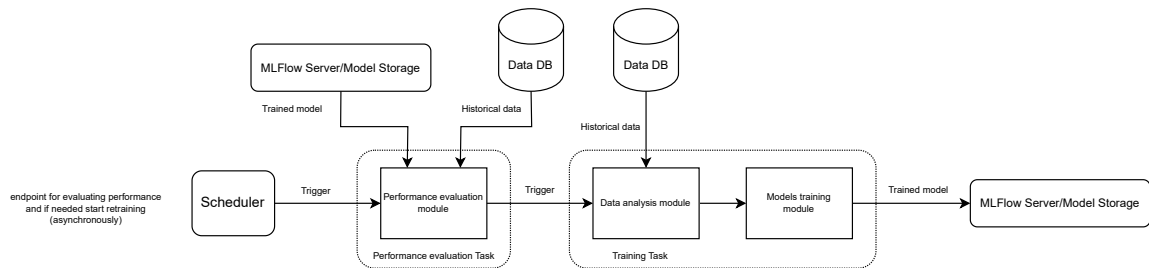 Data DB
Data DB
MLFlow Server/Model Storage
Trained model
Historical data
Historical data
endpoint for evaluating performance
and if needed start retraining
(asynchronously)
Scheduler
Trigger
Performance evaluation
module
Trigger
Data analysis module
Models training
module
Trained model
MLFlow Server/Model Storage
Performance evaluation Task
Training Task